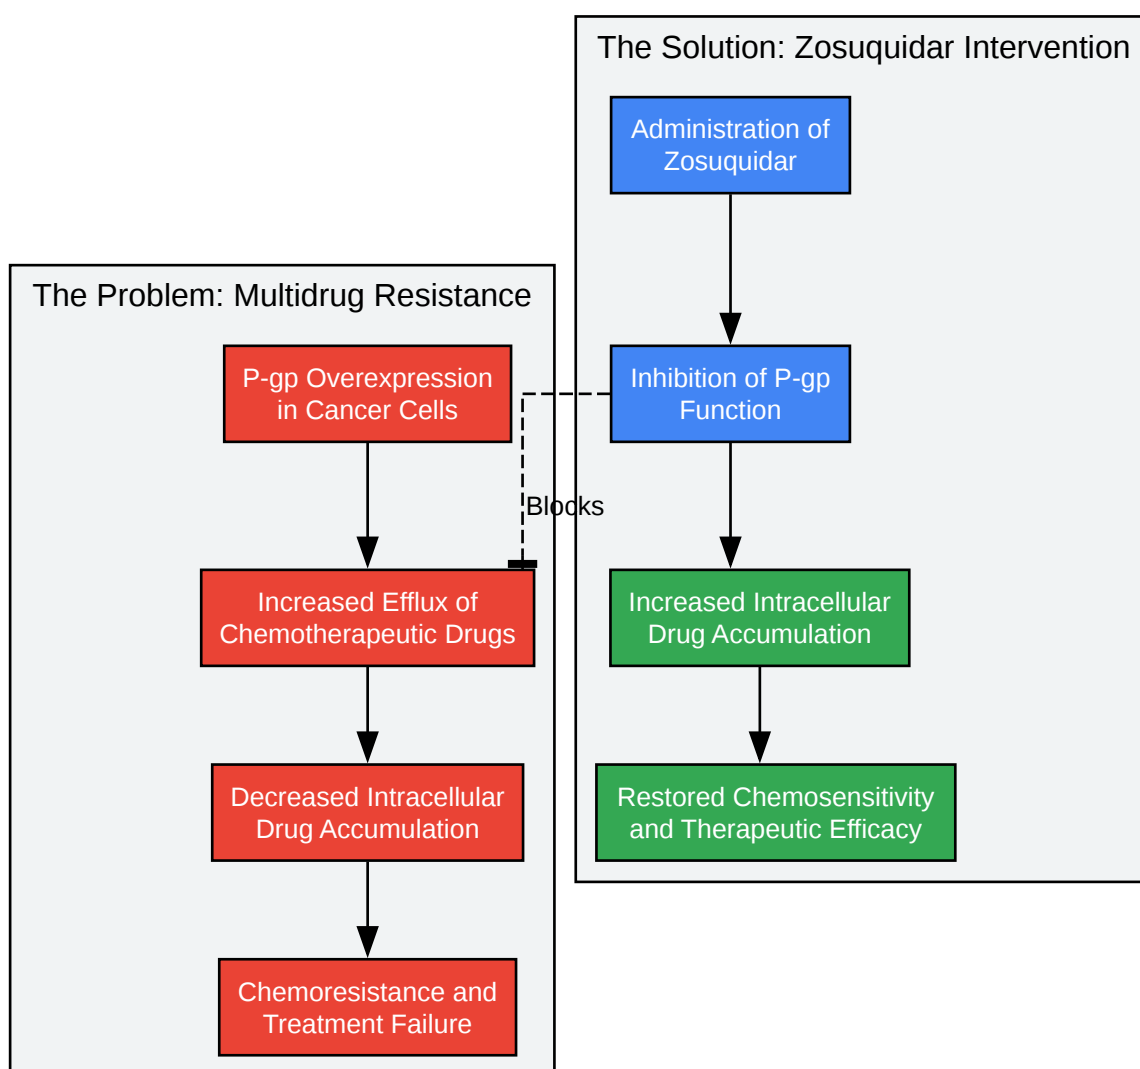 The Solution: Zosuquidar Intervention
Administration of
Zosuquidar
Inhibition of P-gp
Function
Increased Intracellular
Drug Accumulation
Restored Chemosensitivity
and Therapeutic Efficacy
Blocks
The Problem: Multidrug Resistance
P-gp Overexpression
in Cancer Cells
Increased Efflux of
Chemotherapeutic Drugs
Decreased Intracellular
Drug Accumulation
Chemoresistance and
Treatment Failure